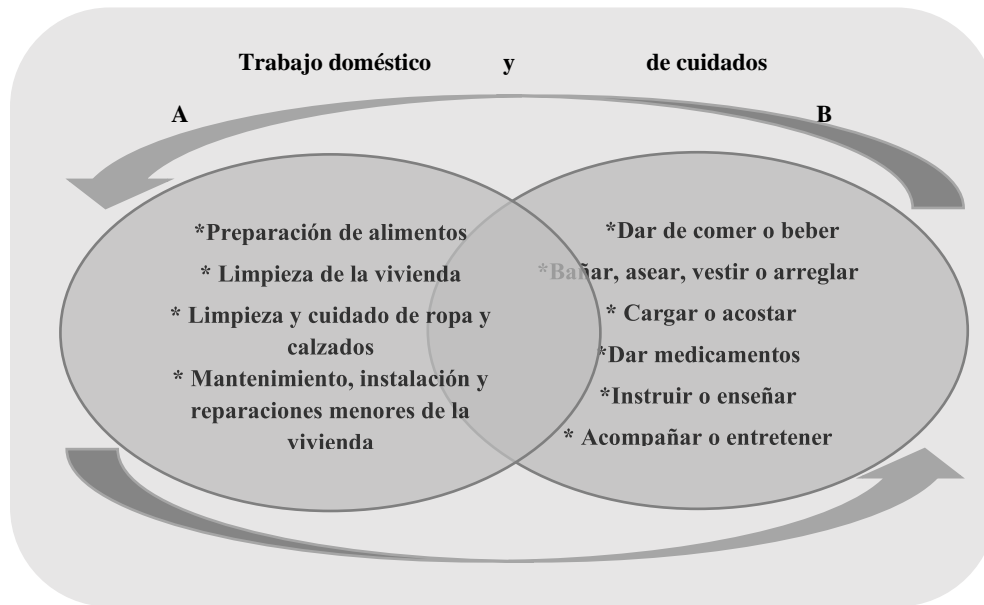 Trabajo doméstico y de cuidados
A B
*Preparación de alimentos
* Limpieza de la vivienda
* Limpieza y cuidado de ropa y
calzados
* Mantenimiento, instalación y
reparaciones menores de la
vivienda
*Dar de comer o beber
*Bañar, asear, vestir o arreglar
* Cargar o acostar
*Dar medicamentos
*Instruir o enseñar
* Acompañar o entretener